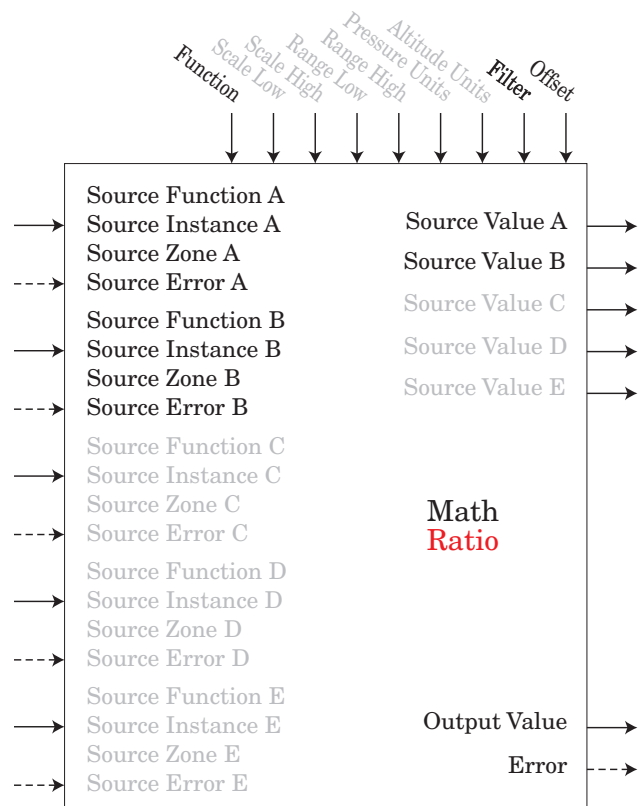 Function
Scale Low
Scale High
Range Low
Range High
Pressure Units
Altitude Units
Filter
Offset
Source Function A
Source Instance A
Source Zone A
Source Error A
Source Function B
Source Instance B
Source Zone B
Source Error B
Source Function C
Source Instance C
Source Zone C
Source Error C
Source Function D
Source Instance D
Source Zone D
Source Error D
Source Function E
Source Instance E
Source Zone E
Source Error E
Source Value A
Source Value B
Source Value C
Source Value D
Source Value E
Math
Ratio
Output Value
Error